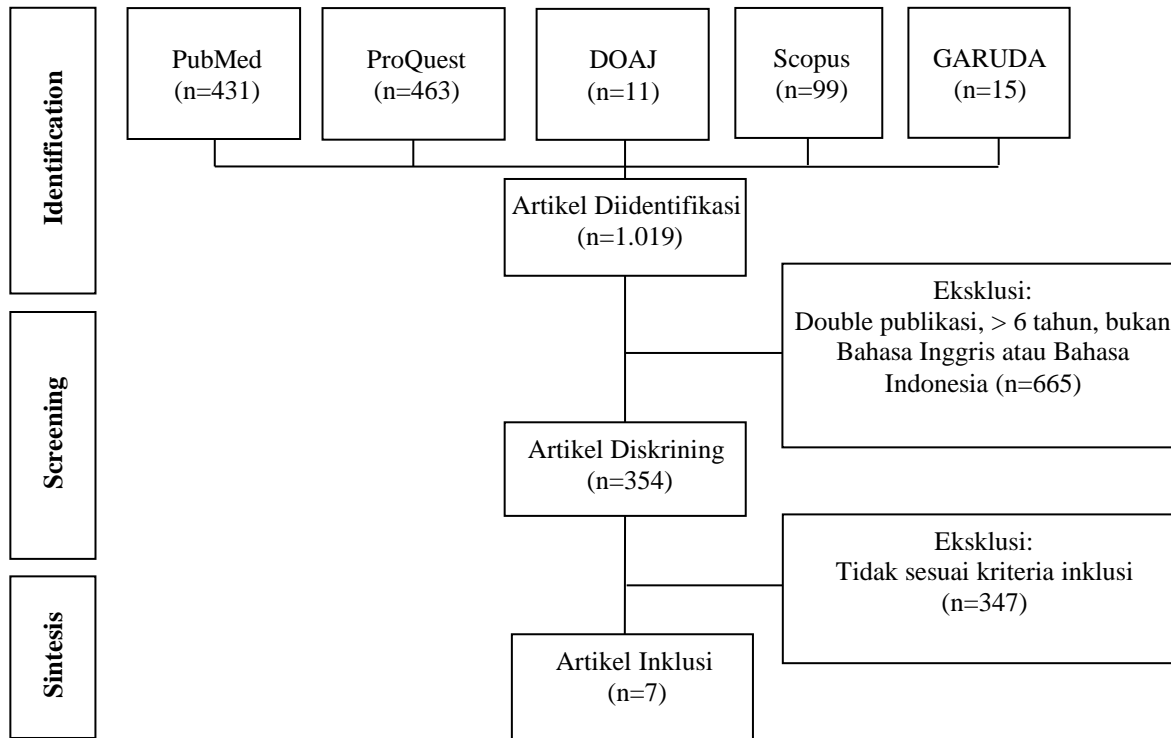 Identification
PubMed
(n=431)
ProQuest
(n=463)
DOAJ
(n=11)
Scopus
(n=99)
GARUDA
(n=15)
Artikel Diidentifikasi
(n=1.019)
Eksklusi:
Double publikasi, > 6 tahun, bukan
Bahasa Inggris atau Bahasa
Indonesia (n=665)
Screening
Artikel Diskrining
(n=354)
Eksklusi:
Tidak sesuai kriteria inklusi
(n=347)
Sintesis
Artikel Inklusi
(n=7)